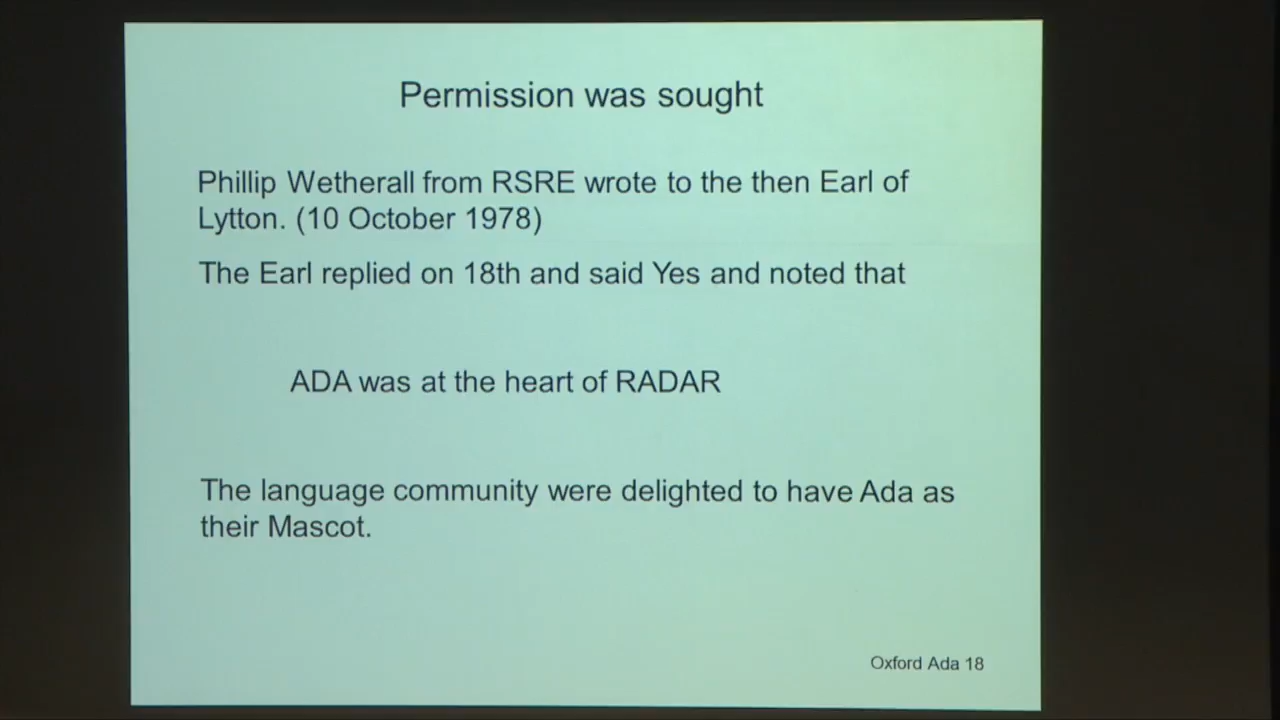 Permission was sought
Phillip Wetherall from RSRE wrote to the then Earl of
Lytton. (10 October 1978)
The Earl replied on 18th and said Yes and noted that
ADA was at the heart of RADAR
The language community were delighted to have Ada as
their Mascot.
Oxford Ada 18